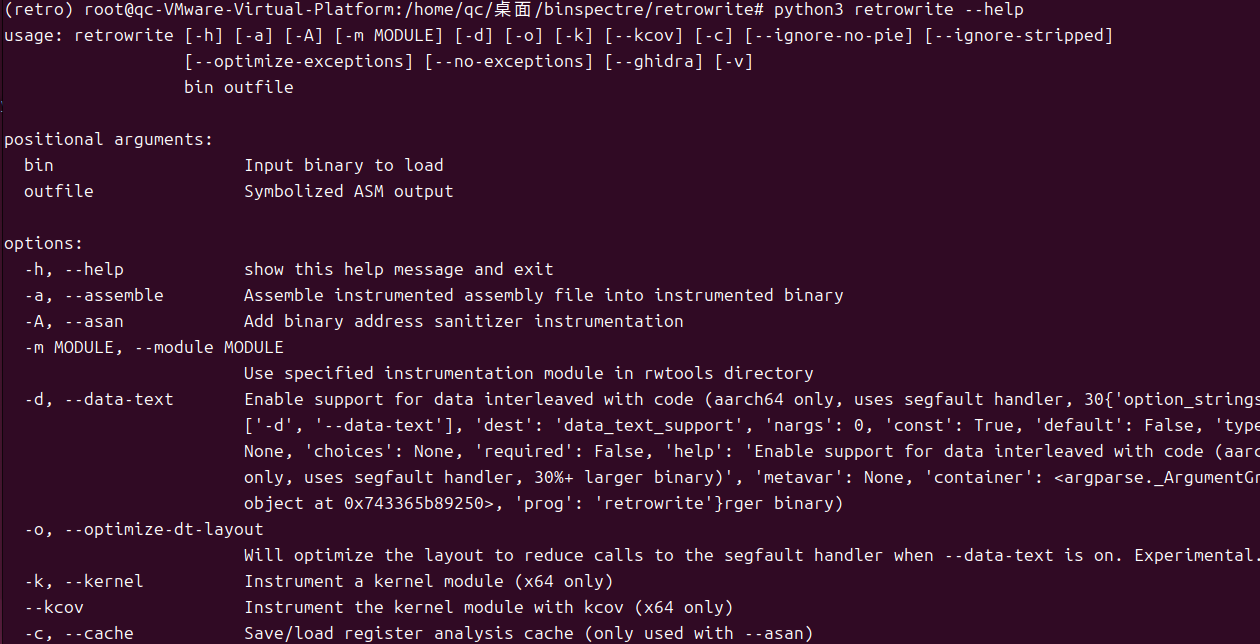 (retro) root@qc-VMware-Virtual-Platform:/home/qc/桌面/binspectre/retrowrite# python3 retrowrite --help
usage: retrowrite [-h] [-a] [-A] [-m MODULE] [-d] [-o] [-k] [--kcov] [-c] [--ignore-no-pie] [--ignore-stripped]
                  [--optimize-exceptions] [--no-exceptions] [--ghidra] [-v]
                  bin outfile

positional arguments:
  bin                   Input binary to load
  outfile               Symbolized ASM output

options:
  -h, --help            show this help message and exit
  -a, --assemble        Assemble instrumented assembly file into instrumented binary
  -A, --asan            Add binary address sanitizer instrumentation
  -m MODULE, --module MODULE
                        Use specified instrumentation module in rwtools directory
  -d, --data-text       Enable support for data interleaved with code (aarch64 only, uses segfault handler, 30{'option_strings
                        ['-d', '--data-text'], 'dest': 'data_text_support', 'nargs': 0, 'const': True, 'default': False, 'type
                        None, 'choices': None, 'required': False, 'help': 'Enable support for data interleaved with code (aarc
                        only, uses segfault handler, 30%+ larger binary)', 'metavar': None, 'container': <argparse._ArgumentGr
                        object at 0x743365b89250>, 'prog': 'retrowrite'}rger binary)
  -o, --optimize-dt-layout
                        Will optimize the layout to reduce calls to the segfault handler when --data-text is on. Experimental.
  -k, --kernel          Instrument a kernel module (x64 only)
  --kcov                Instrument the kernel module with kcov (x64 only)
  -c, --cache           Save/load register analysis cache (only used with --asan)